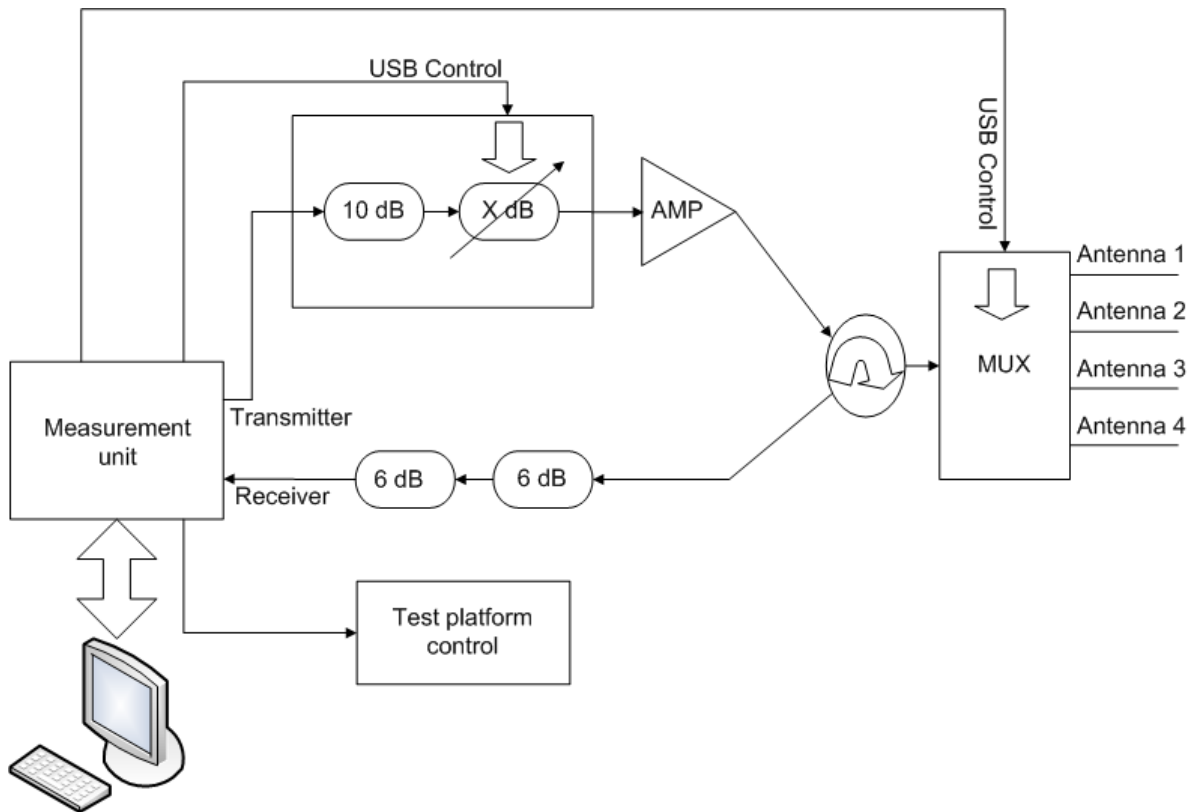 USB Control
USB Control
10 dB
X dB
AMP
Antenna 1
Antenna 2
MUX
Antenna 3
Antenna 4
Transmitter
Measurement
unit
6 dB
6 dB
Receiver
Test platform
control